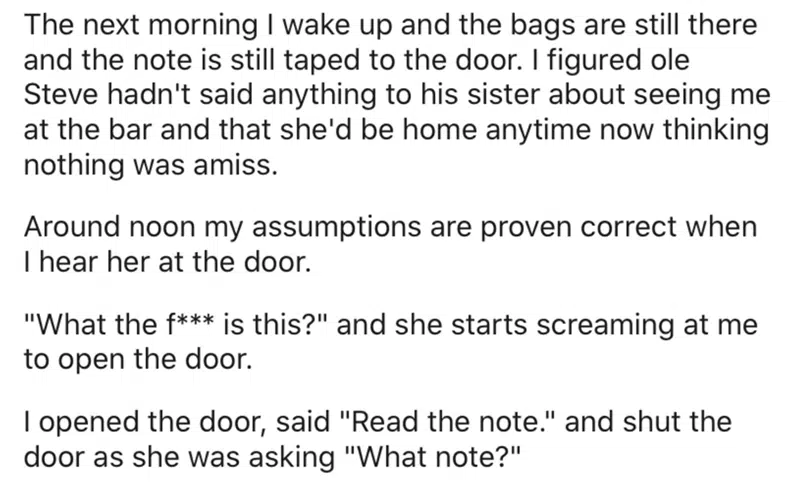 The next morning I wake up and the bags are still there
and the note is still taped to the door. I figured ole
Steve hadn't said anything to his sister about seeing me
at the bar and that she'd be home anytime now thinking
nothing was amiss.
Around noon my assumptions are proven correct when
I hear her at the door.
"What the f*** is this?" and she starts screaming at me
to open the door.
I opened the door, said "Read the note." and shut the
door as she was asking "What note?"